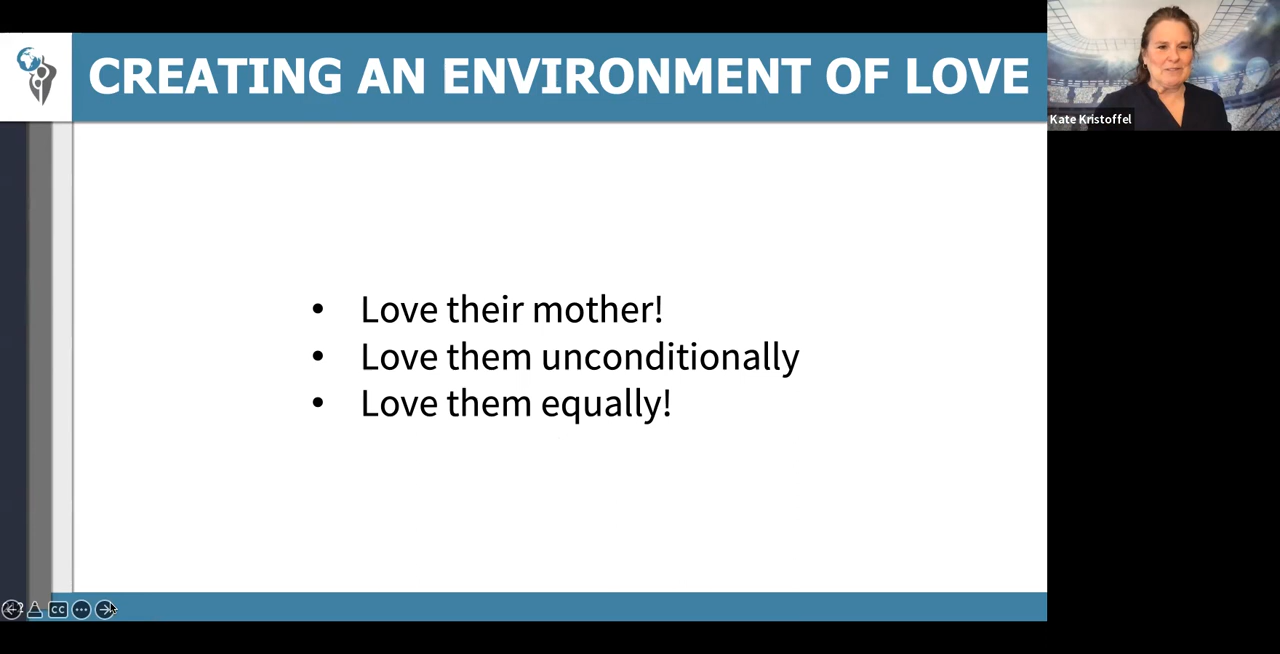 CREATING AN ENVIRONMENT OF LOVE
Kate Kristoffel
• Love their mother!
• Love them unconditionally
• Love them equally!
CC